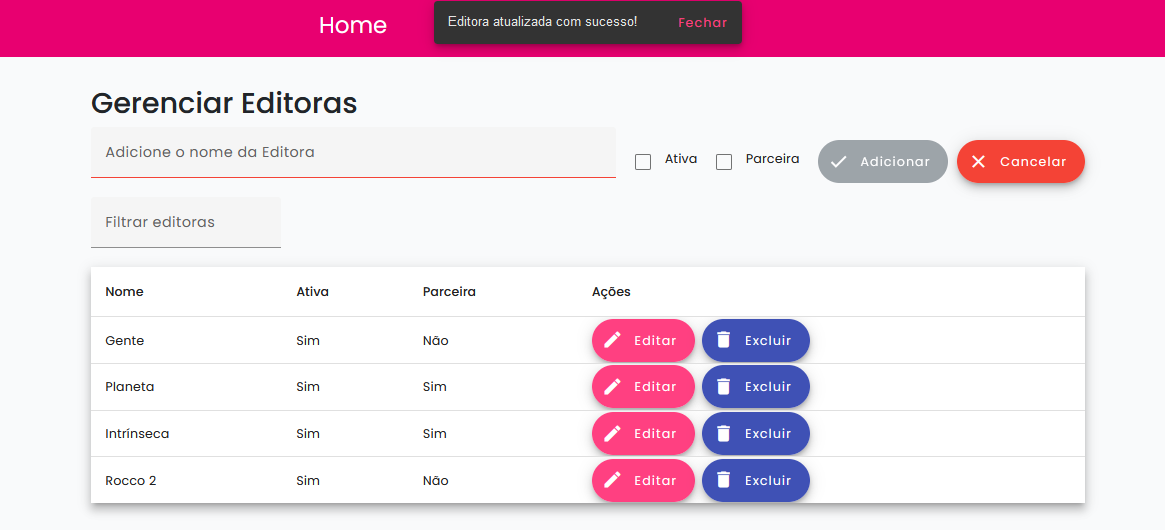 Home
Editora atualizada com sucesso! Fechar
Gerenciar Editoras
Adicione o nome da Editora Ativa Parceira Adicionar Cancelar
Filtrar editoras
Nome Ativa Parceira Ações
Gente Sim Não Editar Excluir
Planeta Sim Sim Editar Excluir
Intrínseca Sim Sim Editar Excluir
Rocco 2 Sim Não Editar Excluir